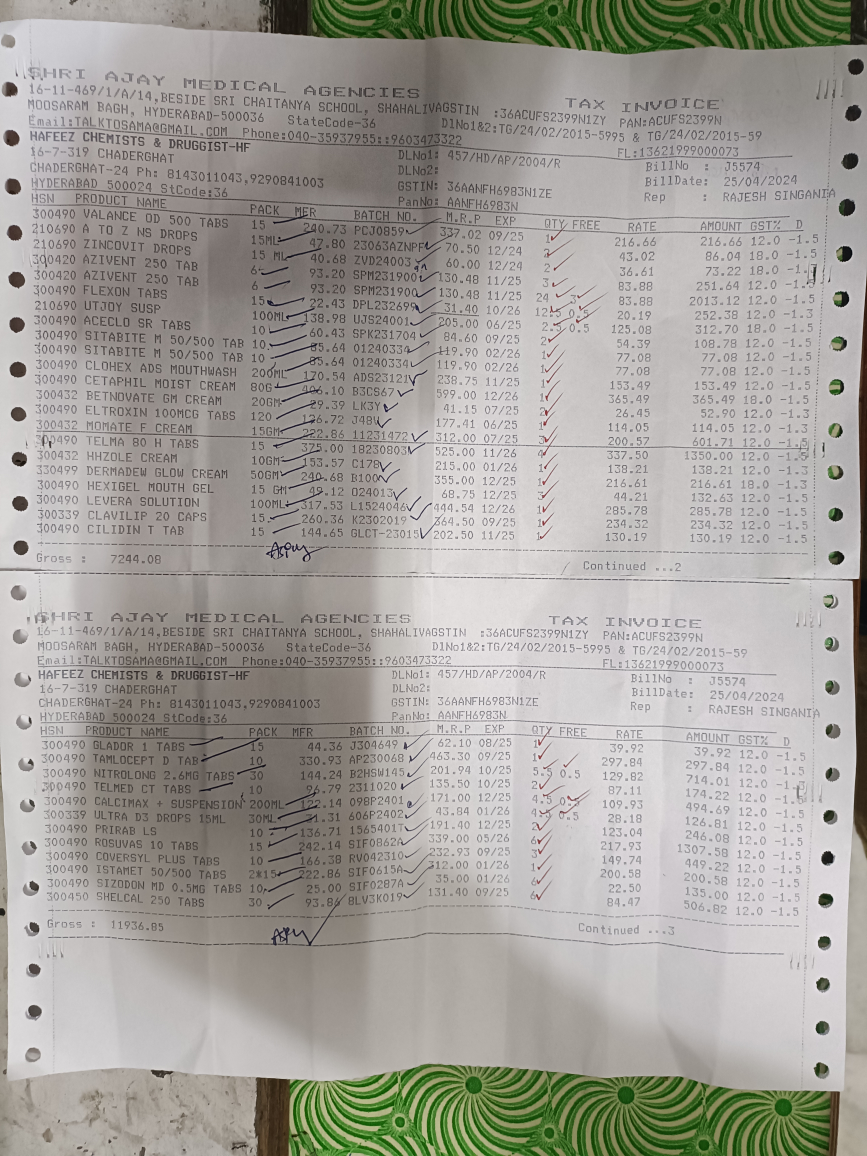 SHRI AJAY MEDICAL AGENCIES TAX INVOICE
16-11-469/1/A/14,BESIDE SRI CHAITANYA SCHOOL, SHAHALIVAGSTIN :36ACUFS2399N1ZY PAN:ACUFS2399N
MOOSARAM BAGH, HYDERABAD-500036 StateCode-36 DlNo1&2:TG/24/02/2015-5995 & TG/24/02/2015-59
Email:TALKTOSAMA@GMAIL.COM Phone:040-35937955::9603473322 FL:13621999000073
HAFEEZ CHEMISTS & DRUGGIST-HF DLNo1: 457/HD/AP/2004/R BillNo : J5574
16-7-319 CHADERGHAT DLNo2: BillDate: 25/04/2024
CHADERGHAT-24 Ph: 8143011043,9290841003 GSTIN: 36AANFH6983N1ZE Rep : RAJESH SINGANIA
HYDERABAD 500024 StCode:36 PanNo: AANFH6983N
HSN PRODUCT NAME PACK MFR BATCH NO. M.R.P EXP QTY FREE RATE AMOUNT GST% D
300490 VALANCE OD 500 TABS 15 240.73 PCJ0859 337.02 09/25 1 216.66 216.66 12.0 -1.5
210690 A TO Z NS DROPS 15ML 47.80 23063AZNPF 70.50 12/24 2 43.02 86.04 18.0 -1.5
210690 ZINCOVIT DROPS 15 ML 40.68 ZVD24003 60.00 12/24 2 36.61 73.22 18.0 -1.5
300420 AZIVENT 250 TAB 6 93.20 SPM231900 130.48 11/25 3 83.88 251.64 12.0 -1.5
300420 AZIVENT 250 TAB 6 93.20 SPM231900 130.48 11/25 24 3 83.88 2013.12 12.0 -1.5
300490 FLEXON TABS 15 22.43 DPL232699 31.40 10/26 12.5 0.5 20.19 252.38 12.0 -1.3
210690 UTJOY SUSP 100ML 138.98 UJS24001 205.00 06/25 2.5 0.5 125.08 312.70 18.0 -1.5
300490 ACECLO SR TABS 10 60.43 SPK231704 84.60 09/25 2 54.39 108.78 12.0 -1.5
300490 SITABITE M 50/500 TAB 10 85.64 01240334 119.90 02/26 1 77.08 77.08 12.0 -1.5
300490 SITABITE M 50/500 TAB 10 85.64 01240334 119.90 02/26 1 77.08 77.08 12.0 -1.5
300490 CLOHEX ADS MOUTHWASH 200ML 170.54 ADS23121 238.75 11/25 1 153.49 153.49 12.0 -1.5
300490 CETAPHIL MOIST CREAM 80G 406.10 B3CS67 599.00 12/26 1 365.49 365.49 18.0 -1.5
300432 BETNOVATE GM CREAM 20GM 29.39 LK3Y 41.15 07/25 2 26.45 52.90 12.0 -1.3
300490 ELTROXIN 100MCG TABS 120 126.72 J48W 177.41 06/25 1 114.05 114.05 12.0 -1.3
300432 MOMATE F CREAM 15GM 222.86 11231472 312.00 07/25 3 200.57 601.71 12.0 -1.5
300490 TELMA 80 H TABS 15 375.00 18230803 525.00 11/26 4 337.50 1350.00 12.0 -1.5
300432 HHZOLE CREAM 10GM 153.57 C178 215.00 01/26 1 138.21 138.21 12.0 -1.3
330499 DERMADEW GLOW CREAM 50GM 240.68 B100 355.00 12/25 1 216.61 216.61 18.0 -1.3
300490 HEXIGEL MOUTH GEL 15 GM 49.12 024013 68.75 12/25 3 44.21 132.63 12.0 -1.5
300490 LEVERA SOLUTION 100ML 317.53 L1524046 444.54 12/26 1 285.78 285.78 12.0 -1.5
300339 CLAVILIP 20 CAPS 15 260.36 K2302019 364.50 09/25 1 234.32 234.32 12.0 -1.5
300490 CILIDIN T TAB 15 144.65 GLCT-23015 202.50 11/25 1 130.19 130.19 12.0 -1.5
Gross : 7244.08 Continued ...2
SHRI AJAY MEDICAL AGENCIES TAX INVOICE
16-11-469/1/A/14,BESIDE SRI CHAITANYA SCHOOL, SHAHALIVAGSTIN :36ACUFS2399N1ZY PAN:ACUFS2399N
MOOSARAM BAGH, HYDERABAD-500036 StateCode-36 DlNo1&2:TG/24/02/2015-5995 & TG/24/02/2015-59
Email:TALKTOSAMA@GMAIL.COM Phone:040-35937955::9603473322 FL:13621999000073
HAFEEZ CHEMISTS & DRUGGIST-HF DLNo1: 457/HD/AP/2004/R BillNo : J5574
16-7-319 CHADERGHAT DLNo2: BillDate: 25/04/2024
CHADERGHAT-24 Ph: 8143011043,9290841003 GSTIN: 36AANFH6983N1ZE Rep : RAJESH SINGANIA
HYDERABAD 500024 StCode:36 PanNo: AANFH6983N
HSN PRODUCT NAME PACK MFR BATCH NO. M.R.P EXP QTY FREE RATE AMOUNT GST% D
300490 GLADOR 1 TABS 15 44.36 J304649 62.10 08/25 1 39.92 39.92 12.0 -1.5
300490 TAMLOCEPT D TAB 10 330.93 AP230068 463.30 09/25 1 297.84 297.84 12.0 -1.5
300490 NITROLONG 2.6MG TABS 30 144.24 B2HSW145 201.94 10/25 5.5 0.5 129.82 714.01 12.0 -1.5
300490 TELMED CT TABS 10 96.79 2311020 135.50 10/25 2 87.11 174.22 12.0 -1.3
300490 CALCIMAX + SUSPENSION 200ML 122.14 09BP2401 171.00 12/25 4.5 0.5 109.93 494.69 12.0 -1.5
300339 ULTRA D3 DROPS 15ML 30ML 31.31 606P2402 43.84 01/26 4.5 0.5 28.18 126.81 12.0 -1.5
300490 PRIRAB LS 10 136.71 1565401T 191.40 12/25 2 123.04 246.08 12.0 -1.5
300490 ROSUVAS 10 TABS 15 242.14 SIF0862A 339.00 05/26 6 217.93 1307.58 12.0 -1.5
300490 COVERSYL PLUS TABS 10 166.38 RV042310 232.93 09/25 3 149.74 449.22 12.0 -1.5
300490 ISTAMET 50/500 TABS 2*15 222.86 SIF0615A 312.00 01/26 1 200.58 200.58 12.0 -1.5
300490 SIZODON MD 0.5MG TABS 10 25.00 SIF0287A 35.00 01/26 6 22.50 135.00 12.0 -1.5
300450 SHELCAL 250 TABS 30 93.86 BLV3K019 131.40 09/25 6 84.47 506.82 12.0 -1.5
Gross : 11936.85 Continued ...3